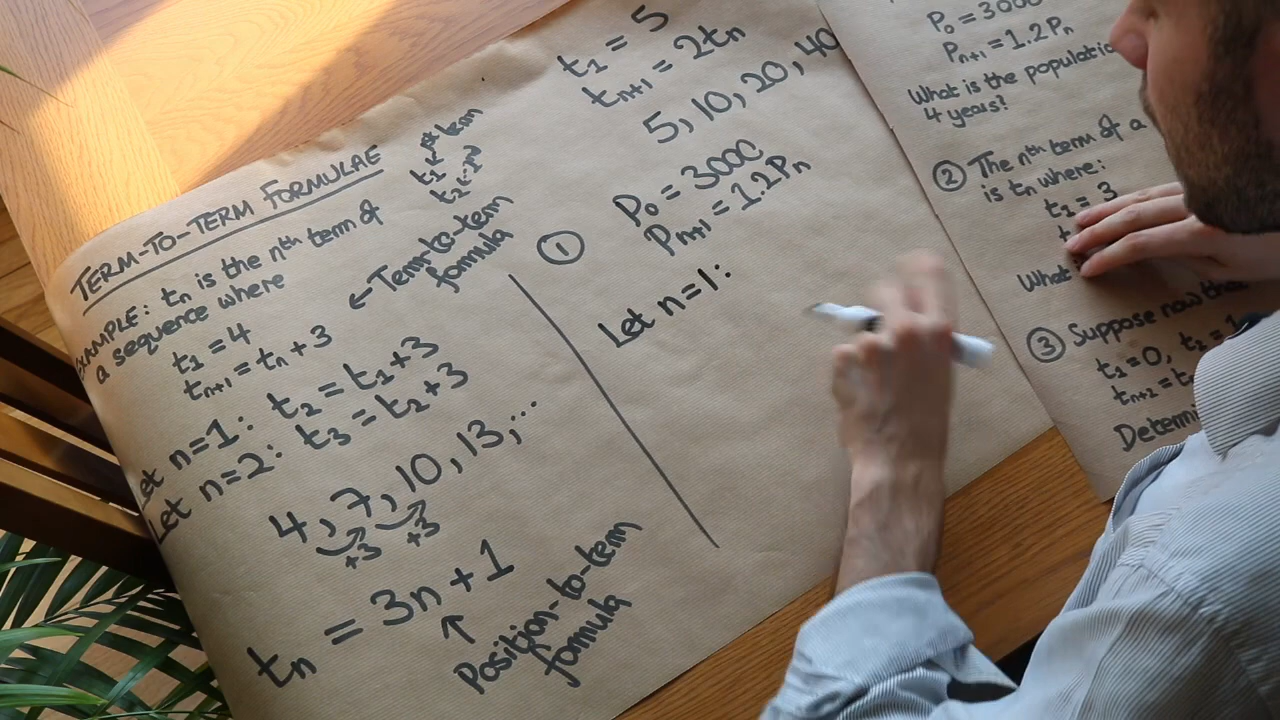 TERM-TO-TERM FORMULAE
EXAMPLE: tₙ is the nᵗʰ term of
a sequence where
t₁ = 4
tₙ₊₁ = tₙ + 3
t₁ ← 1ˢᵗ term
t₂ ← 2ⁿᵈ
← Term-to-term
formula
Let n=1: t₂ = t₁+3
Let n=2: t₃ = t₂+3
4, 7, 10, 13, ...
+3 +3
tₙ = 3n + 1
↑
Position-to-term
formula
t₁ = 5
tₙ₊₁ = 2tₙ
5, 10, 20, 40
①
P₀ = 3000
Pₙ₊₁ = 1.2Pₙ
Let n=1:
P₀ = 3000
Pₙ₊₁ = 1.2Pₙ
What is the
4 years?
② The nᵗʰ term of a
is tₙ where:
t₁ = 3
What
③ Suppose now
t₁=0, t₂=
tₙ₊₂ =